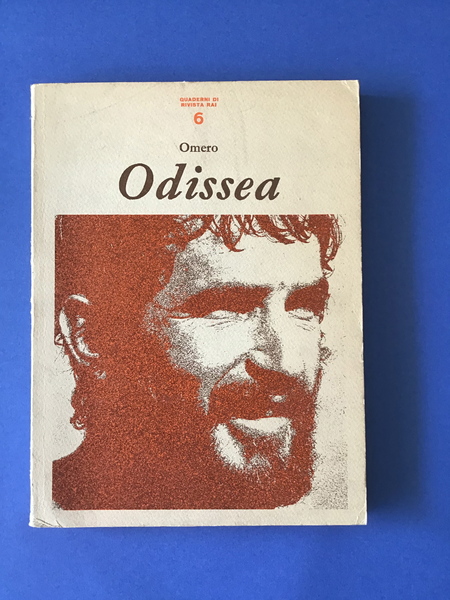 QUADERNI DI
RIVISTA RAI
6
Omero
Odissea